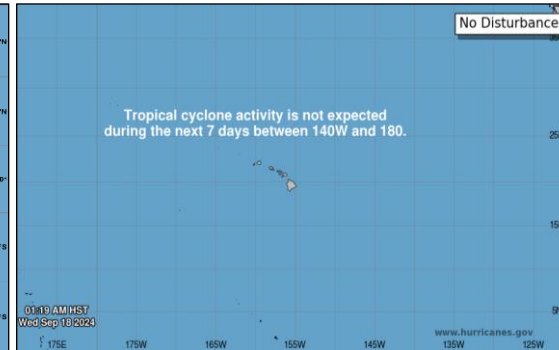 No Disturbance
Tropical cyclone activity is not expected
during the next 7 days between 140W and 180.
25
15
01:19 AM HST
Wed Sep 18 2024
www.hurricanes.gov
175E 175W 165W 155W 145W 135W 125W